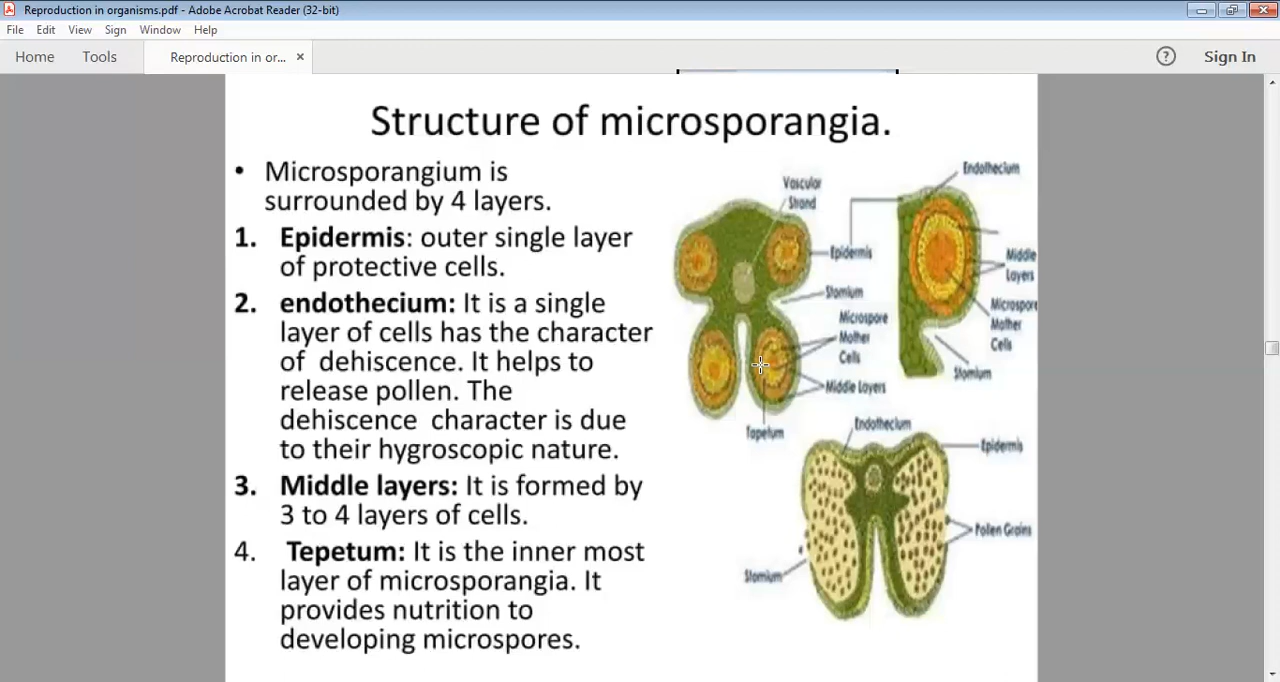 Reproduction in organisms.pdf - Adobe Acrobat Reader (32-bit)
File Edit View Sign Window Help
Home Tools Reproduction in or... × ? Sign In
Structure of microsporangia.
• Microsporangium is
surrounded by 4 layers.
1. Epidermis: outer single layer
of protective cells.
2. endothecium: It is a single
layer of cells has the character
of dehiscence. It helps to
release pollen. The
dehiscence character is due
to their hygroscopic nature.
3. Middle layers: It is formed by
3 to 4 layers of cells.
4. Tepetum: It is the inner most
layer of microsporangia. It
provides nutrition to
developing microspores.
Vascular
Strand
Epidermis
Stomium
Microspore
Mother
Cells
Middle Layers
Tapetum
Endothecium
Middle
Layers
Microspore
Mother
Cells
Stomium
Endothecium
Epidermis
Pollen Grains
Stomium